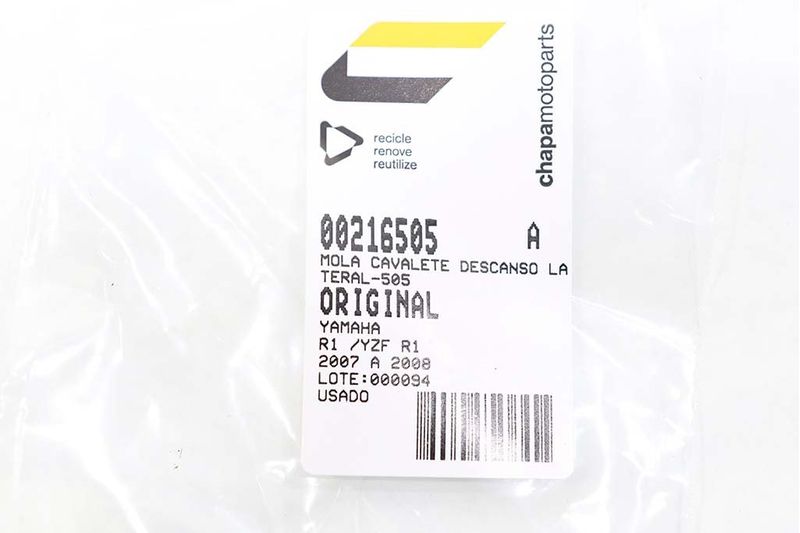 chapamotoparts
recicle
renove
reutilize
00216505 A
MOLA CAVALETE DESCANSO LA
TERAL-505
ORIGINAL
YAMAHA
R1 /YZF R1
2007 A 2008
LOTE:000094
USADO